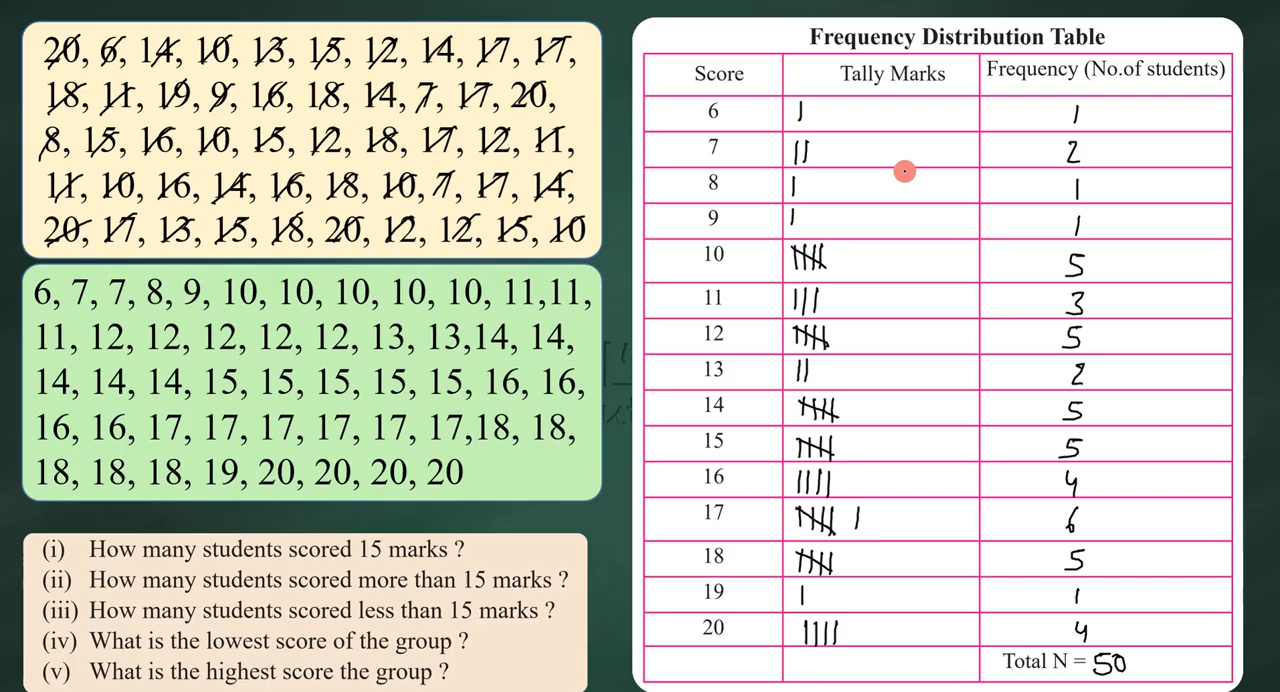 20, 6, 14, 10, 13, 15, 12, 14, 17, 17,
18, 11, 19, 9, 16, 18, 14, 7, 17, 20,
8, 15, 16, 10, 15, 12, 18, 17, 12, 11,
11, 10, 16, 14, 16, 18, 10, 7, 17, 14,
20, 17, 13, 15, 18, 20, 12, 12, 15, 10
6, 7, 7, 8, 9, 10, 10, 10, 10, 10, 11,11,
11, 12, 12, 12, 12, 12, 13, 13,14, 14,
14, 14, 14, 15, 15, 15, 15, 15, 16, 16,
16, 16, 17, 17, 17, 17, 17, 17,18, 18,
18, 18, 18, 19, 20, 20, 20, 20
(i) How many students scored 15 marks ?
(ii) How many students scored more than 15 marks ?
(iii) How many students scored less than 15 marks ?
(iv) What is the lowest score of the group ?
(v) What is the highest score the group ?
Frequency Distribution Table
Score Tally Marks Frequency (No.of students)
6 | 1
7 || 2
8 | 1
9 | 1
10 |||| 5
11 ||| 3
12 |||| 5
13 || 2
14 |||| 5
15 |||| 5
16 |||| 4
17 |||| | 6
18 |||| 5
19 | 1
20 |||| 4
Total N = 50